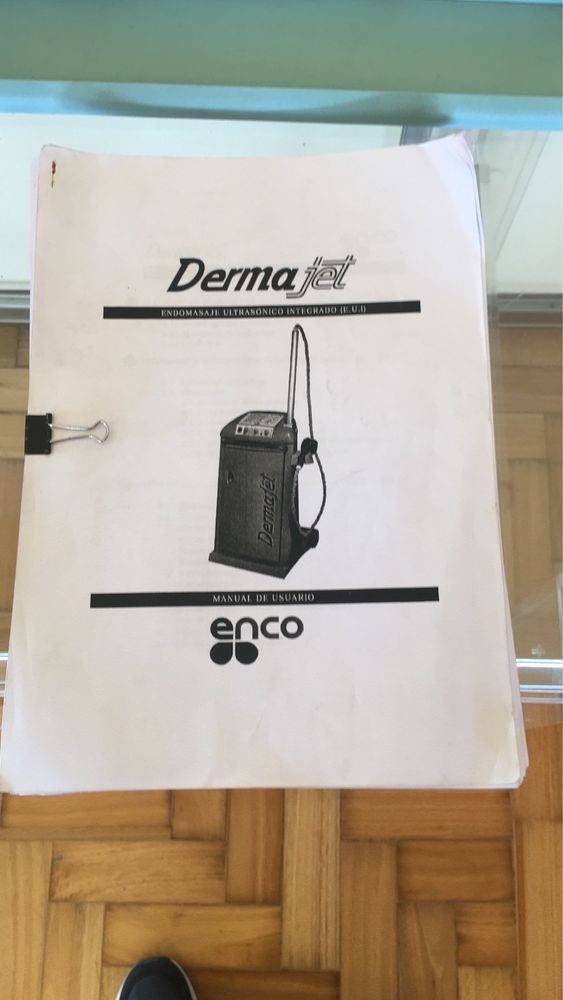 Dermajet
ENDOMASAJE ULTRASÓNICO INTEGRADO (E.U.I)
Dermajet
MANUAL DE USUARIO
enco